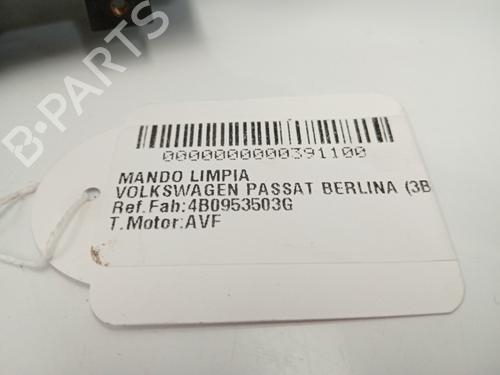 B-PARTS
0000000000391100
MANDO LIMPIA
VOLKSWAGEN PASSAT BERLINA (3B
Ref.Fab:4B0953503G
T.Motor:AVF